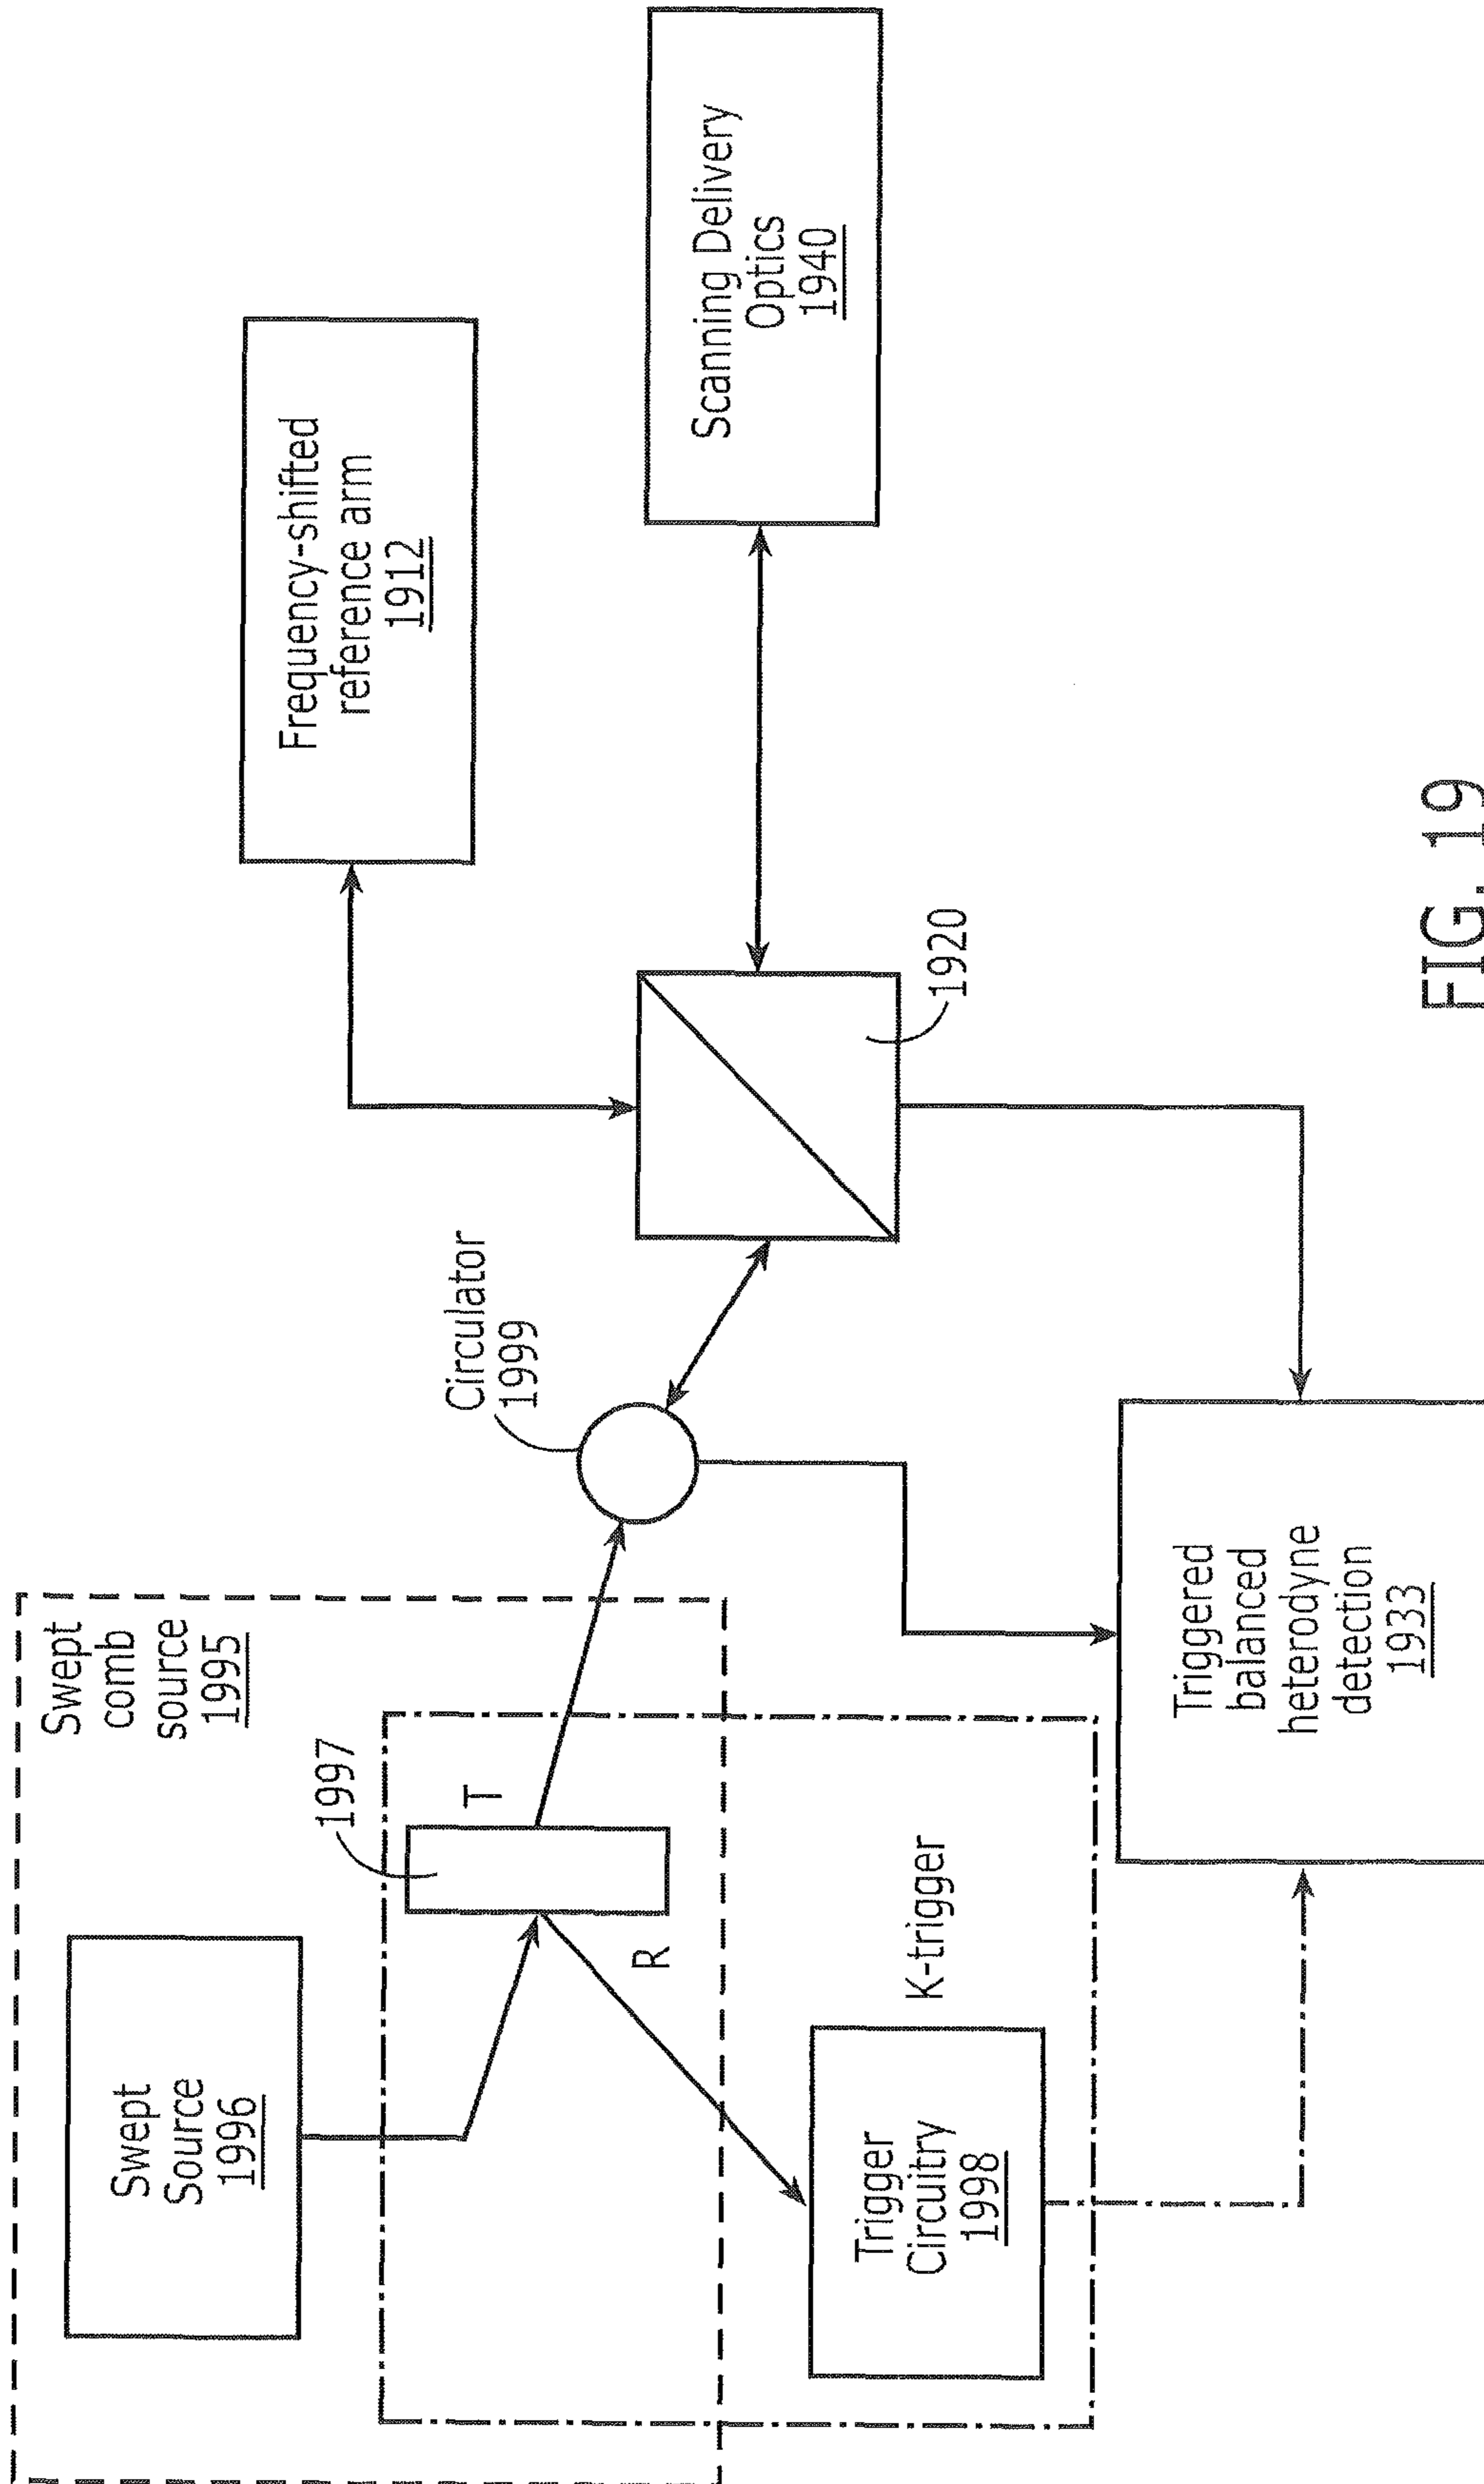 Swept
comb
source
1995
Swept
Source
1996
1997
T
R
Trigger
Circuitry
1998
K-trigger
Circulator
1999
Frequency-shifted
reference arm
1912
Scanning Delivery
Optics
1940
1920
Triggered
balanced
heterodyne
detection
1933
FIG. 19